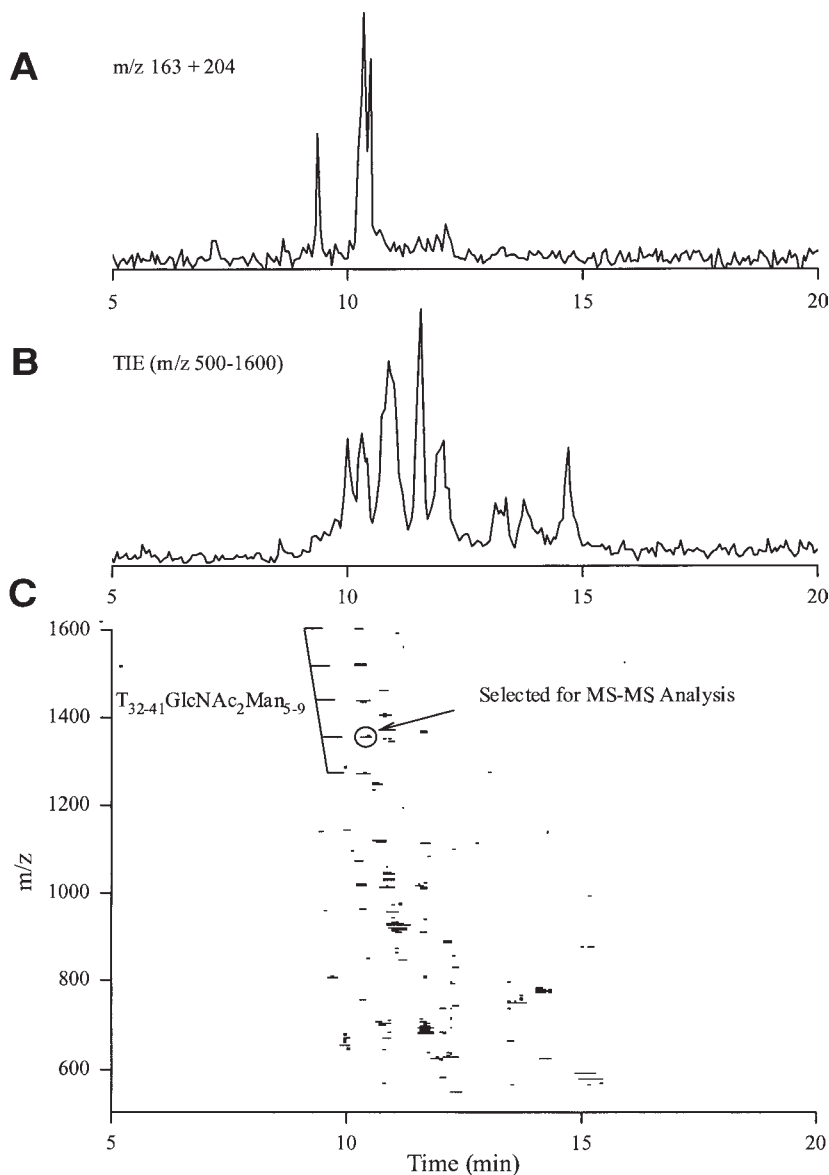 A
m/z 163 + 204
5 10 15 20
B
TIE (m/z 500-1600)
5 10 15 20
C
1600
T32-41GlcNAc2Man5-9
Selected for MS-MS Analysis
1400
1200
m/z
1000
800
600
5 10 15 20
Time (min)